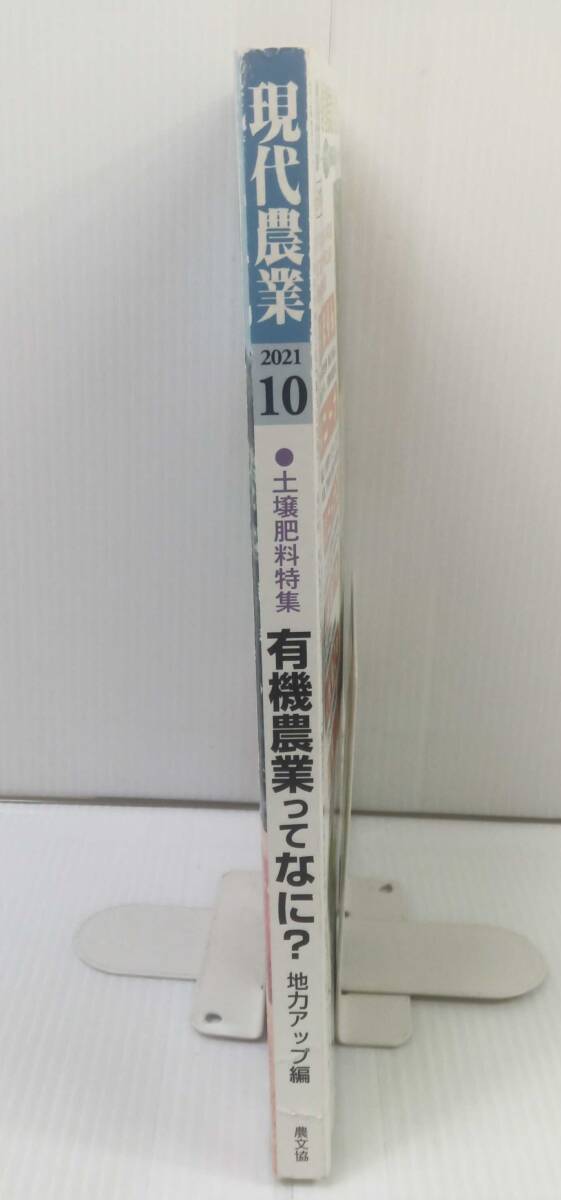 現代農業
2021
10
●土壌肥料特集
有機農業ってなに?
地力アップ編
農文協